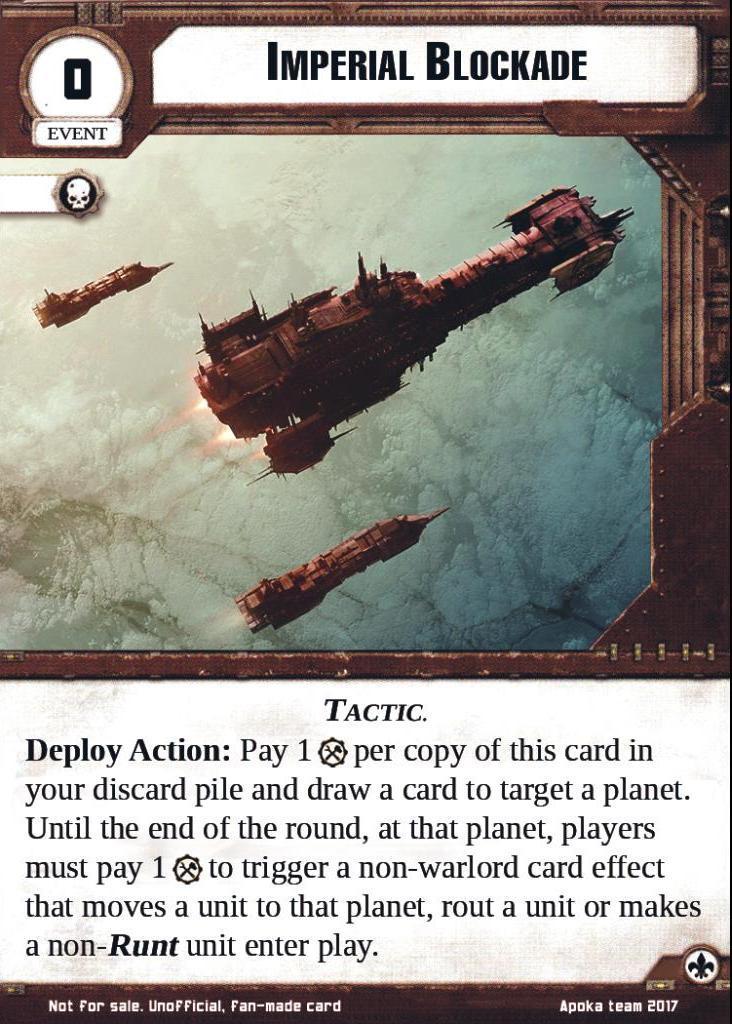 0
IMPERIAL BLOCKADE
EVENT
TACTIC.
Deploy Action: Pay 1 per copy of this card in
your discard pile and draw a card to target a planet.
Until the end of the round, at that planet, players
must pay 1 to trigger a non-warlord card effect
that moves a unit to that planet, rout a unit or makes
a non-Runt unit enter play.
Not for sale. Unofficial, fan-made card
Apoka team 2017